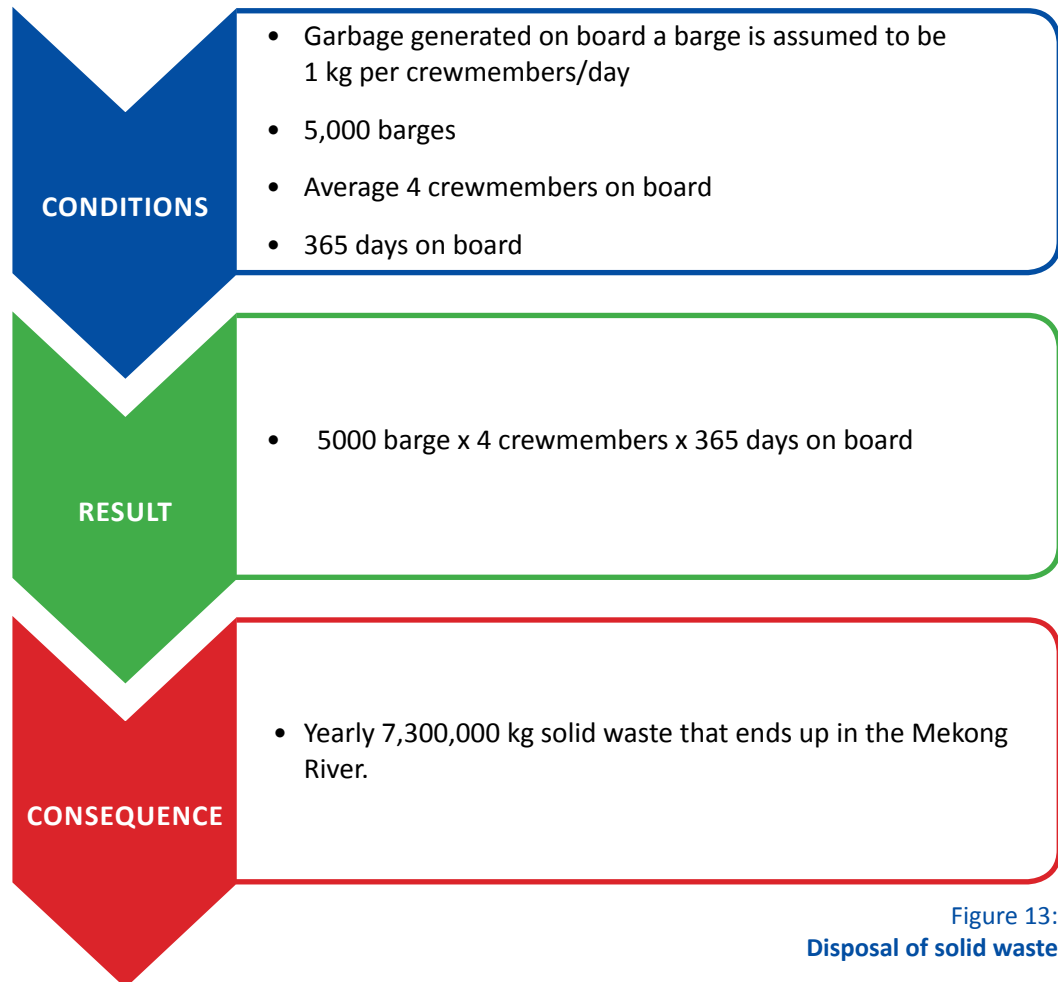 CONDITIONS
• Garbage generated on board a barge is assumed to be
1 kg per crewmembers/day
• 5,000 barges
• Average 4 crewmembers on board
• 365 days on board
RESULT
• 5000 barge x 4 crewmembers x 365 days on board
CONSEQUENCE
• Yearly 7,300,000 kg solid waste that ends up in the Mekong
River.
Figure 13:
Disposal of solid waste